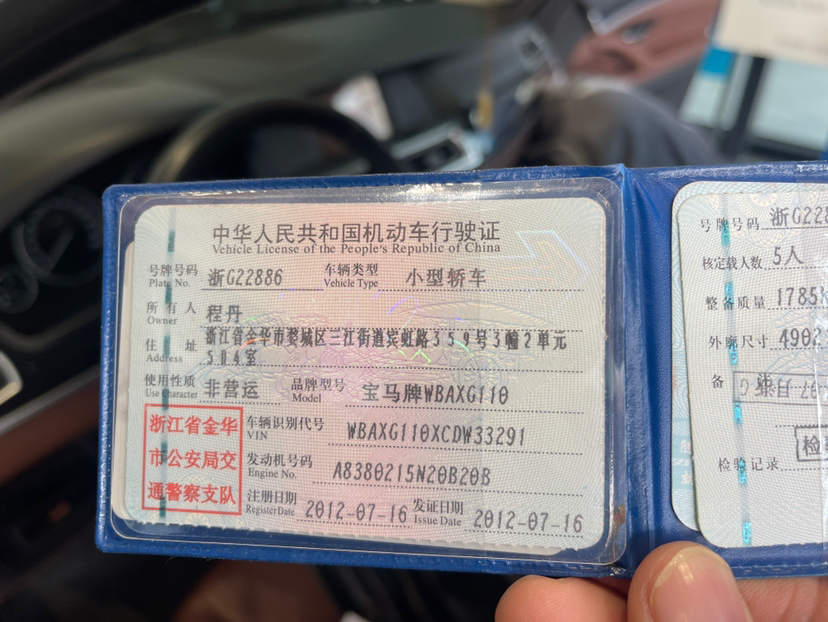 中华人民共和国机动车行驶证
Vehicle License of the People's Republic of China
号牌号码 浙G22886 车辆类型 小型轿车
Plate No. Vehicle Type
所有人 程丹
Owner
住址 浙江省金华市婺城区三江街道宾虹路359号3幢2单元
Address 504室
使用性质 非营运 品牌型号 宝马牌WBAXG110
Use Character Model
浙江省金华
市公安局交
通警察支队
车辆识别代号 WBAXG110XCDW33291
VIN
发动机号码 A8380215N20B20B
Engine No.
注册日期 2012-07-16 发证日期 2012-07-16
Register Date Issue Date
号牌号码 浙G228
核定载人数 5人
整备质量 1785
外廓尺寸 4902
备注
检验记录 检